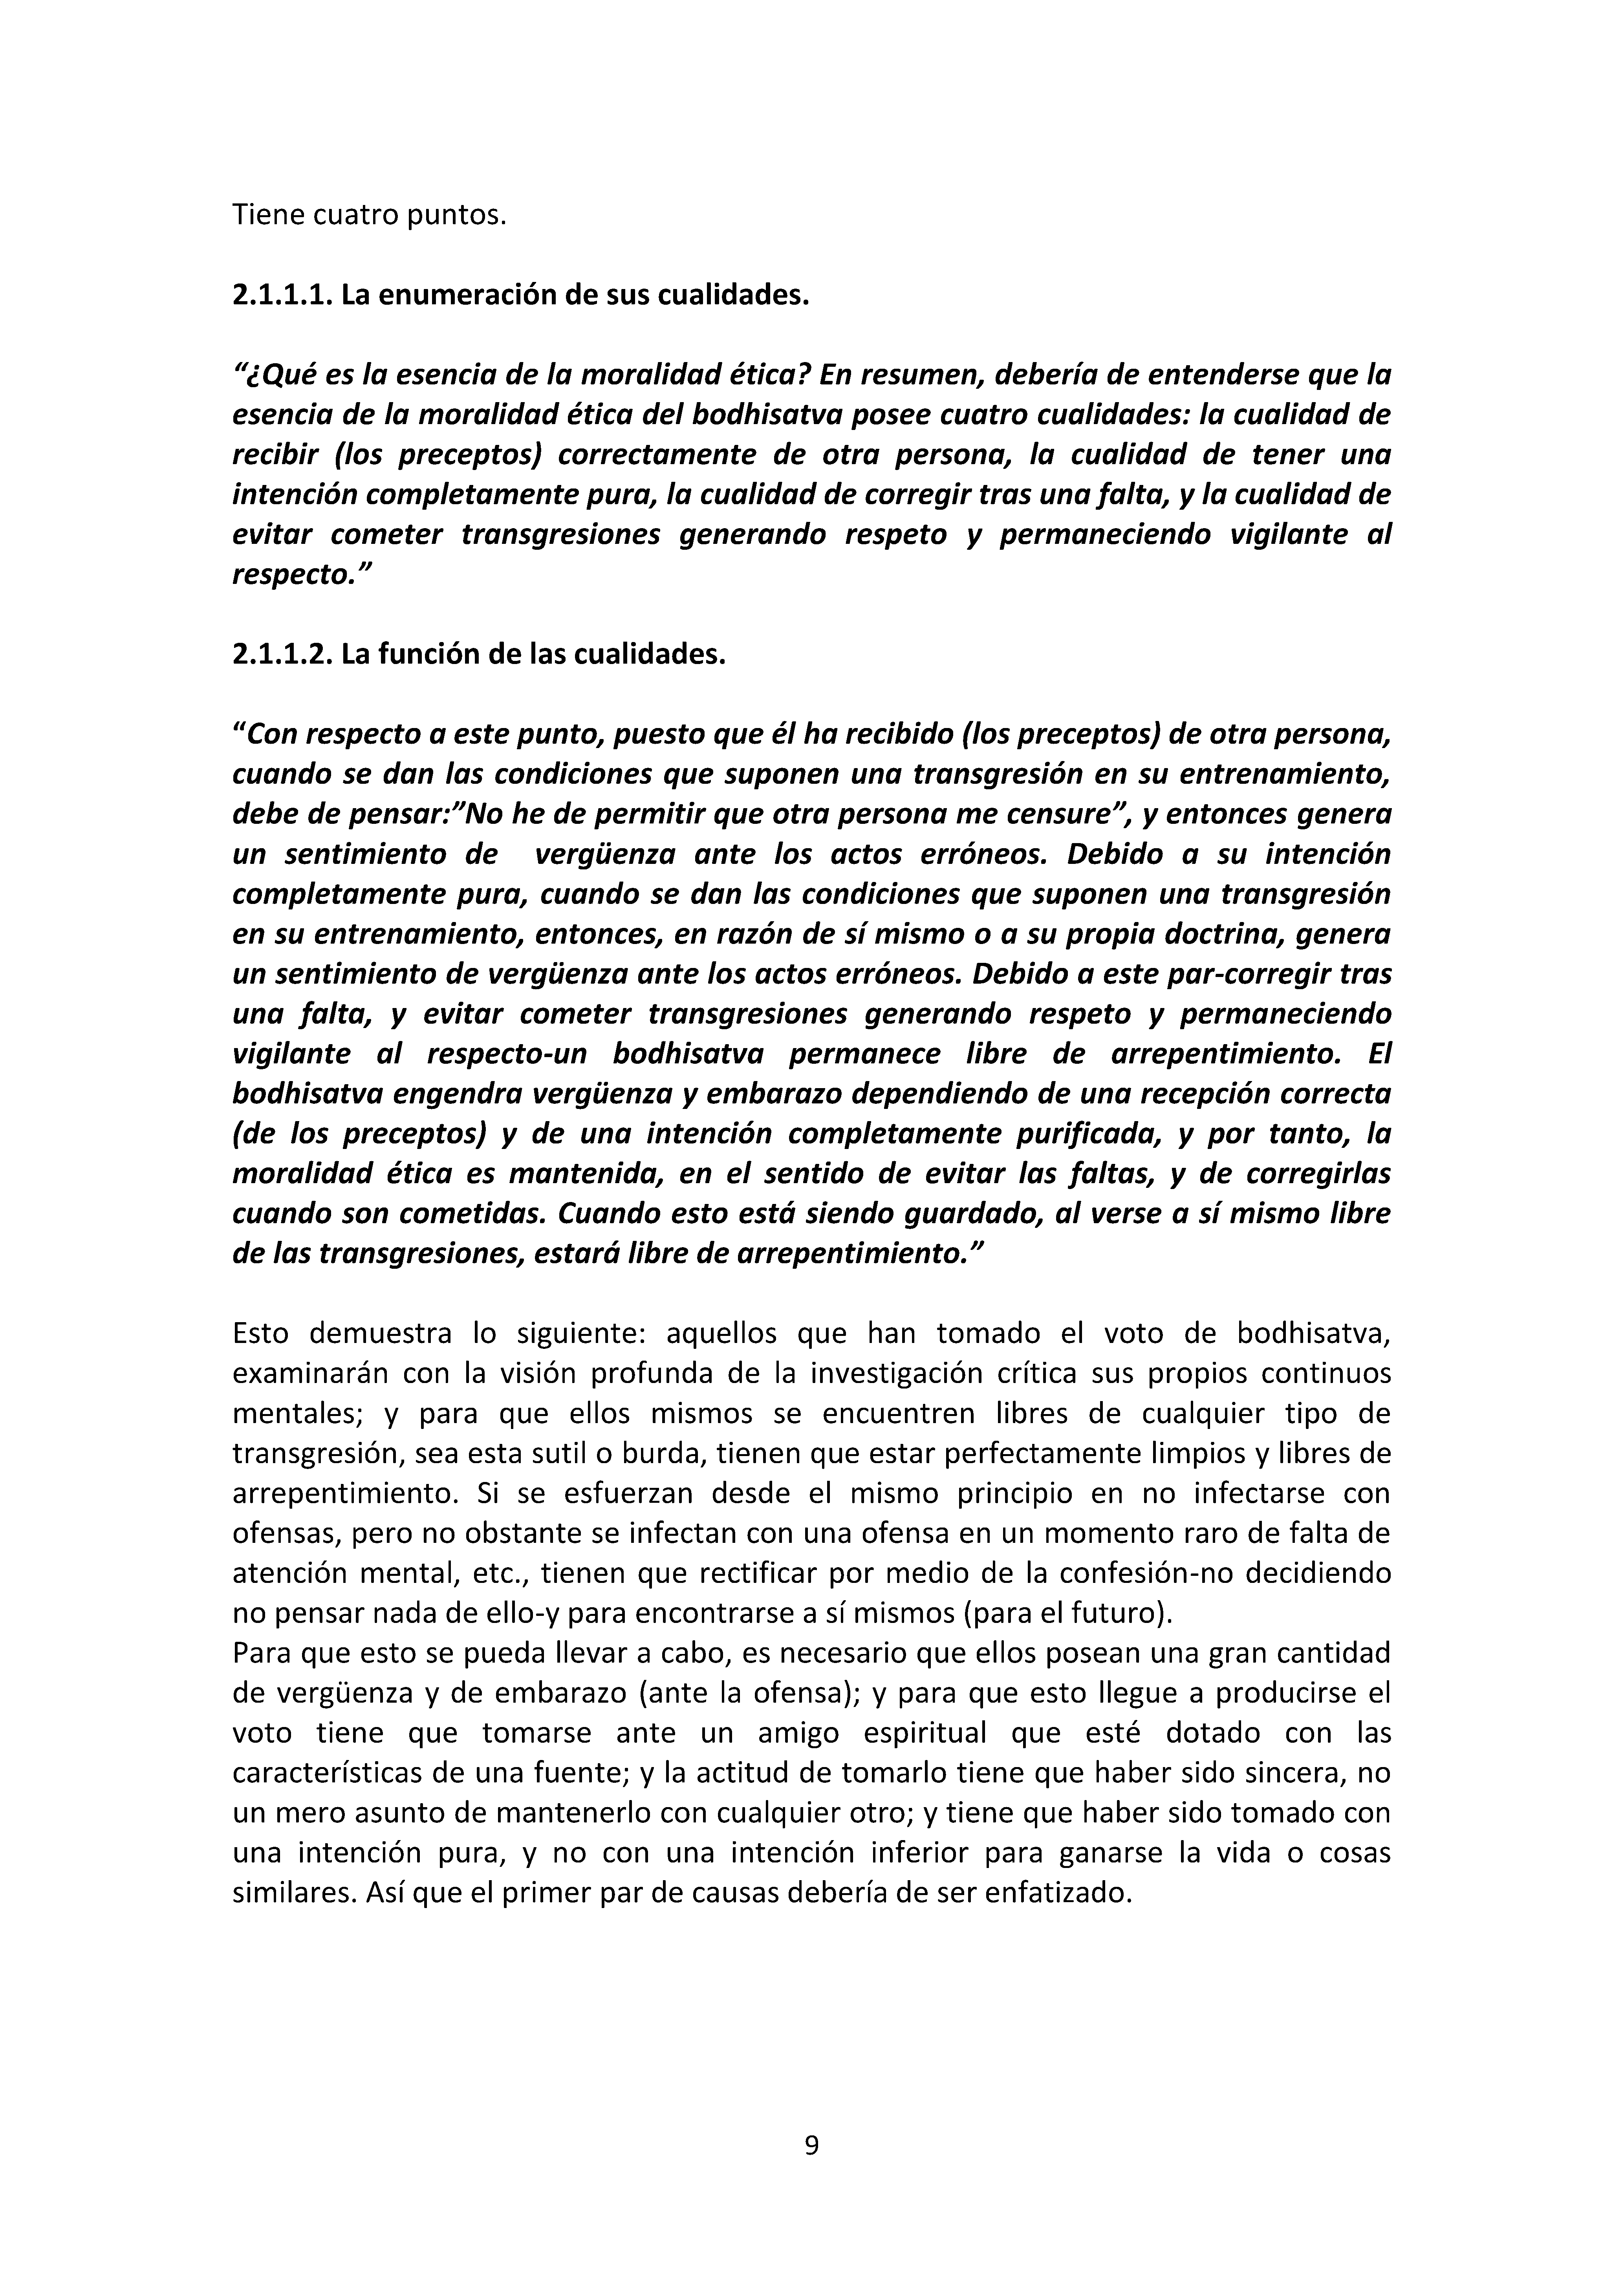 Tiene cuatro puntos.
2.1.1.1. La enumeración de sus cualidades.
“¿Qué es la esencia de la moralidad ética? En resumen, debería de entenderse que la
esencia de la moralidad ética del bodhisatva posee cuatro cualidades: la cualidad de
recibir (los preceptos) correctamente de otra persona, la cualidad de tener una
intención completamente pura, la cualidad de corregir tras una falta, y la cualidad de
evitar cometer transgresiones generando respeto y permaneciendo vigilante al
respecto.”
2.1.1.2. La función de las cualidades.
“Con respecto a este punto, puesto que él ha recibido (los preceptos) de otra persona,
cuando se dan las condiciones que suponen una transgresión en su entrenamiento,
debe de pensar:”No he de permitir que otra persona me censure”, y entonces genera
un sentimiento de vergüenza ante los actos erróneos. Debido a su intención
completamente pura, cuando se dan las condiciones que suponen una transgresión
en su entrenamiento, entonces, en razón de sí mismo o a su propia doctrina, genera
un sentimiento de vergüenza ante los actos erróneos. Debido a este par-corregir tras
una falta, y evitar cometer transgresiones generando respeto y permaneciendo
vigilante al respecto-un bodhisatva permanece libre de arrepentimiento. El
bodhisatva engendra vergüenza y embarazo dependiendo de una recepción correcta
(de los preceptos) y de una intención completamente purificada, y por tanto, la
moralidad ética es mantenida, en el sentido de evitar las faltas, y de corregirlas
cuando son cometidas. Cuando esto está siendo guardado, al verse a sí mismo libre
de las transgresiones, estará libre de arrepentimiento.”
Esto demuestra lo siguiente: aquellos que han tomado el voto de bodhisatva,
examinarán con la visión profunda de la investigación crítica sus propios continuos
mentales; y para que ellos mismos se encuentren libres de cualquier tipo de
transgresión, sea esta sutil o burda, tienen que estar perfectamente limpios y libres de
arrepentimiento. Si se esfuerzan desde el mismo principio en no infectarse con
ofensas, pero no obstante se infectan con una ofensa en un momento raro de falta de
atención mental, etc., tienen que rectificar por medio de la confesión-no decidiendo
no pensar nada de ello-y para encontrarse a sí mismos (para el futuro).
Para que esto se pueda llevar a cabo, es necesario que ellos posean una gran cantidad
de vergüenza y de embarazo (ante la ofensa); y para que esto llegue a producirse el
voto tiene que tomarse ante un amigo espiritual que esté dotado con las
características de una fuente; y la actitud de tomarlo tiene que haber sido sincera, no
un mero asunto de mantenerlo con cualquier otro; y tiene que haber sido tomado con
una intención pura, y no con una intención inferior para ganarse la vida o cosas
similares. Así que el primer par de causas debería de ser enfatizado.
9